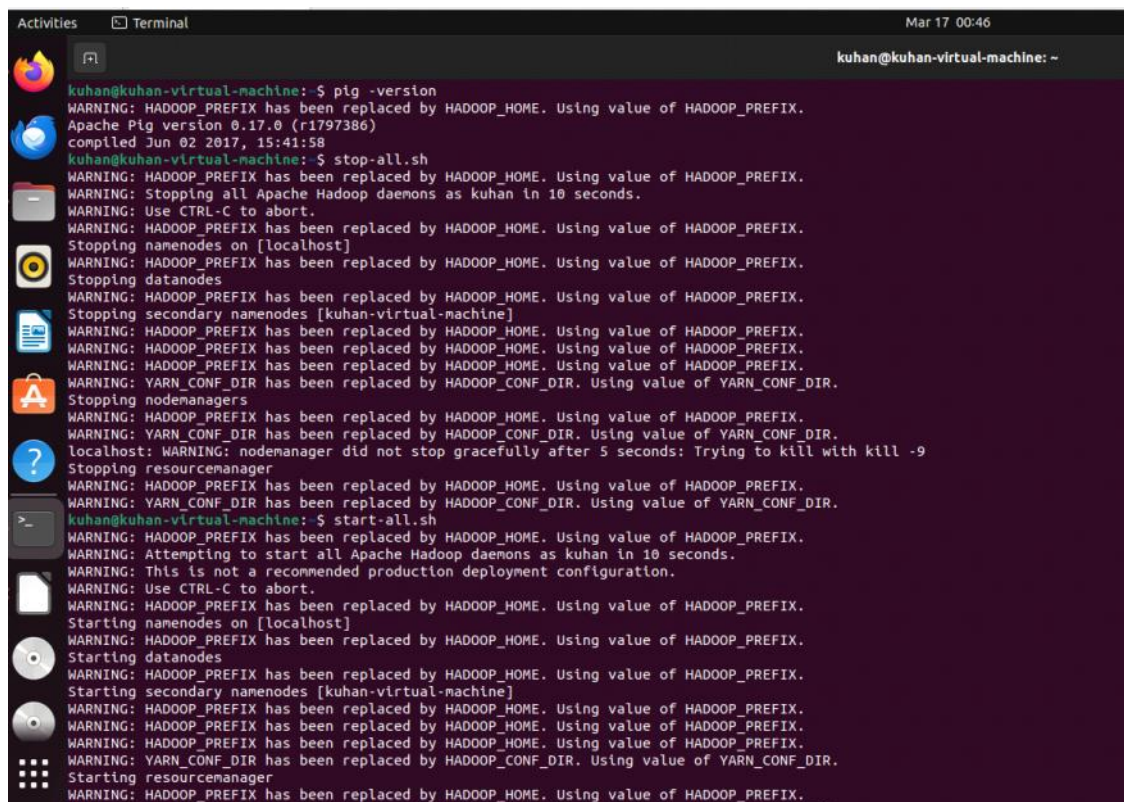 Activities
Terminal
Mar 17 00:46
kuhan@kuhan-virtual-machine: ~
kuhan@kuhan-virtual-machine:~$ pig -version
WARNING: HADOOP_PREFIX has been replaced by HADOOP_HOME. Using value of HADOOP_PREFIX.
Apache Pig version 0.17.0 (r1797386)
compiled Jun 02 2017, 15:41:58
kuhan@kuhan-virtual-machine:~$ stop-all.sh
WARNING: HADOOP_PREFIX has been replaced by HADOOP_HOME. Using value of HADOOP_PREFIX.
WARNING: Stopping all Apache Hadoop daemons as kuhan in 10 seconds.
WARNING: Use CTRL-C to abort.
WARNING: HADOOP_PREFIX has been replaced by HADOOP_HOME. Using value of HADOOP_PREFIX.
Stopping namenodes on [localhost]
WARNING: HADOOP_PREFIX has been replaced by HADOOP_HOME. Using value of HADOOP_PREFIX.
Stopping datanodes
WARNING: HADOOP_PREFIX has been replaced by HADOOP_HOME. Using value of HADOOP_PREFIX.
Stopping secondary namenodes [kuhan-virtual-machine]
WARNING: HADOOP_PREFIX has been replaced by HADOOP_HOME. Using value of HADOOP_PREFIX.
WARNING: HADOOP_PREFIX has been replaced by HADOOP_HOME. Using value of HADOOP_PREFIX.
WARNING: HADOOP_PREFIX has been replaced by HADOOP_HOME. Using value of HADOOP_PREFIX.
WARNING: YARN_CONF_DIR has been replaced by HADOOP_CONF_DIR. Using value of YARN_CONF_DIR.
Stopping nodemanagers
WARNING: HADOOP_PREFIX has been replaced by HADOOP_HOME. Using value of HADOOP_PREFIX.
WARNING: YARN_CONF_DIR has been replaced by HADOOP_CONF_DIR. Using value of YARN_CONF_DIR.
localhost: WARNING: nodemanager did not stop gracefully after 5 seconds: Trying to kill with kill -9
Stopping resourcemanager
WARNING: HADOOP_PREFIX has been replaced by HADOOP_HOME. Using value of HADOOP_PREFIX.
WARNING: YARN_CONF_DIR has been replaced by HADOOP_CONF_DIR. Using value of YARN_CONF_DIR.
kuhan@kuhan-virtual-machine:~$ start-all.sh
WARNING: HADOOP_PREFIX has been replaced by HADOOP_HOME. Using value of HADOOP_PREFIX.
WARNING: Attempting to start all Apache Hadoop daemons as kuhan in 10 seconds.
WARNING: This is not a recommended production deployment configuration.
WARNING: Use CTRL-C to abort.
WARNING: HADOOP_PREFIX has been replaced by HADOOP_HOME. Using value of HADOOP_PREFIX.
Starting namenodes on [localhost]
WARNING: HADOOP_PREFIX has been replaced by HADOOP_HOME. Using value of HADOOP_PREFIX.
Starting datanodes
WARNING: HADOOP_PREFIX has been replaced by HADOOP_HOME. Using value of HADOOP_PREFIX.
Starting secondary namenodes [kuhan-virtual-machine]
WARNING: HADOOP_PREFIX has been replaced by HADOOP_HOME. Using value of HADOOP_PREFIX.
WARNING: HADOOP_PREFIX has been replaced by HADOOP_HOME. Using value of HADOOP_PREFIX.
WARNING: HADOOP_PREFIX has been replaced by HADOOP_HOME. Using value of HADOOP_PREFIX.
WARNING: YARN_CONF_DIR has been replaced by HADOOP_CONF_DIR. Using value of YARN_CONF_DIR.
Starting resourcemanager
WARNING: HADOOP_PREFIX has been replaced by HADOOP_HOME. Using value of HADOOP_PREFIX.